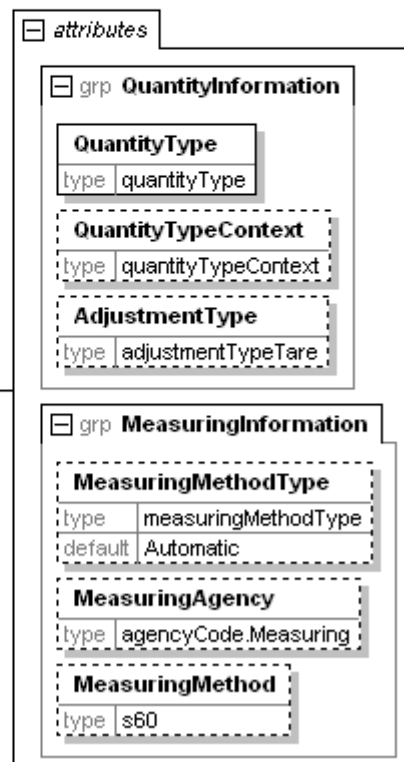 attributes
grp QuantityInformation
QuantityType
type quantityType
QuantityTypeContext
type quantityTypeContext
AdjustmentType
type adjustmentTypeTare
grp MeasuringInformation
MeasuringMethodType
type measuringMethodType
default Automatic
MeasuringAgency
type agencyCode.Measuring
MeasuringMethod
type s60